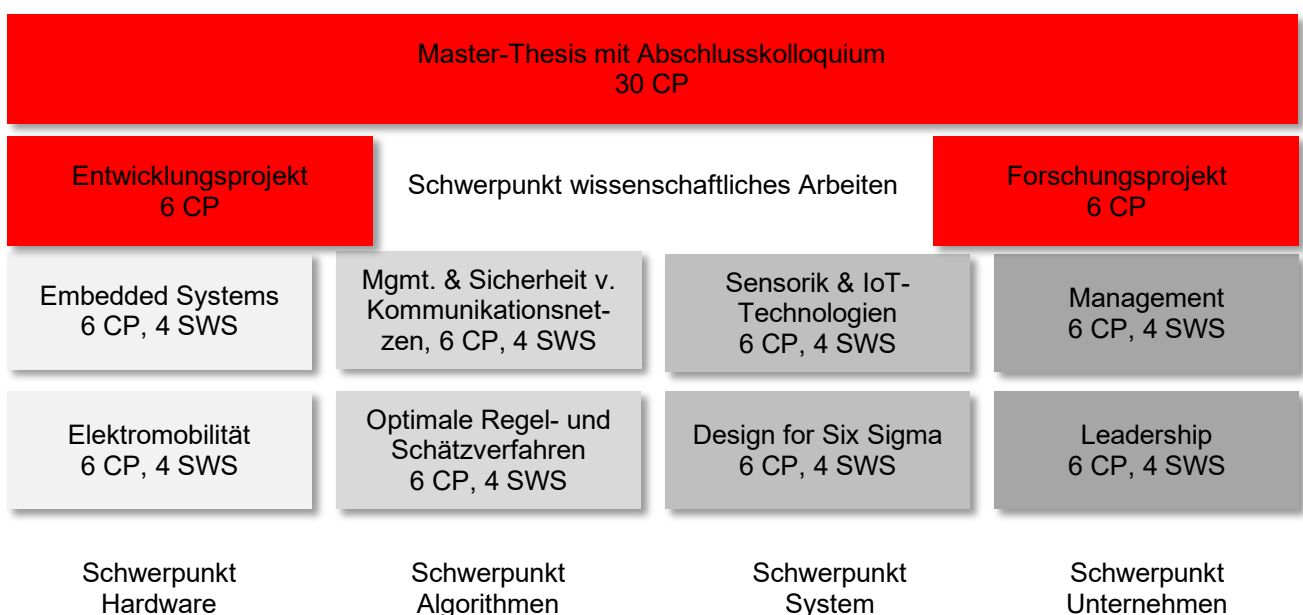 Master-Thesis mit Abschlusskolloquium
30 CP
Entwicklungsprojekt
6 CP
Schwerpunkt wissenschaftliches Arbeiten
Forschungsprojekt
6 CP
Embedded Systems
6 CP, 4 SWS
Mgmt. & Sicherheit v.
Kommunikationsnet-
zen, 6 CP, 4 SWS
Sensorik & IoT-
Technologien
6 CP, 4 SWS
Management
6 CP, 4 SWS
Elektromobilität
6 CP, 4 SWS
Optimale Regel- und
Schätzverfahren
6 CP, 4 SWS
Design for Six Sigma
6 CP, 4 SWS
Leadership
6 CP, 4 SWS
Schwerpunkt
Hardware
Schwerpunkt
Algorithmen
Schwerpunkt
System
Schwerpunkt
Unternehmen